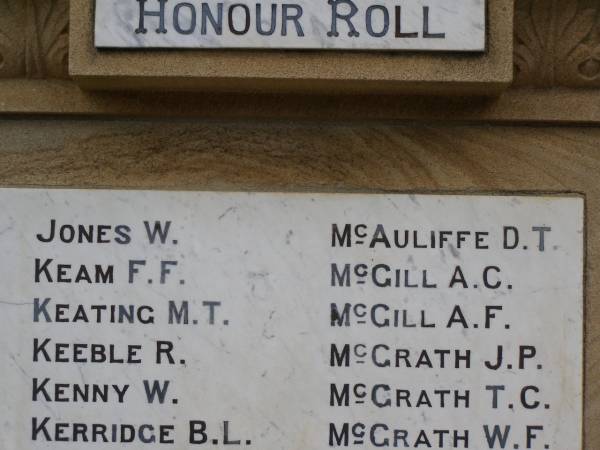 HONOUR ROLL
JONES W.
KEAM F.F.
KEATING M.T.
KEEBLE R.
KENNY W.
KERRIDGE B.L.
McAULIFFE D.T.
McGILL A.C.
McGILL A.F.
McGRATH J.P.
McGRATH T.C.
McGRATH W.F.